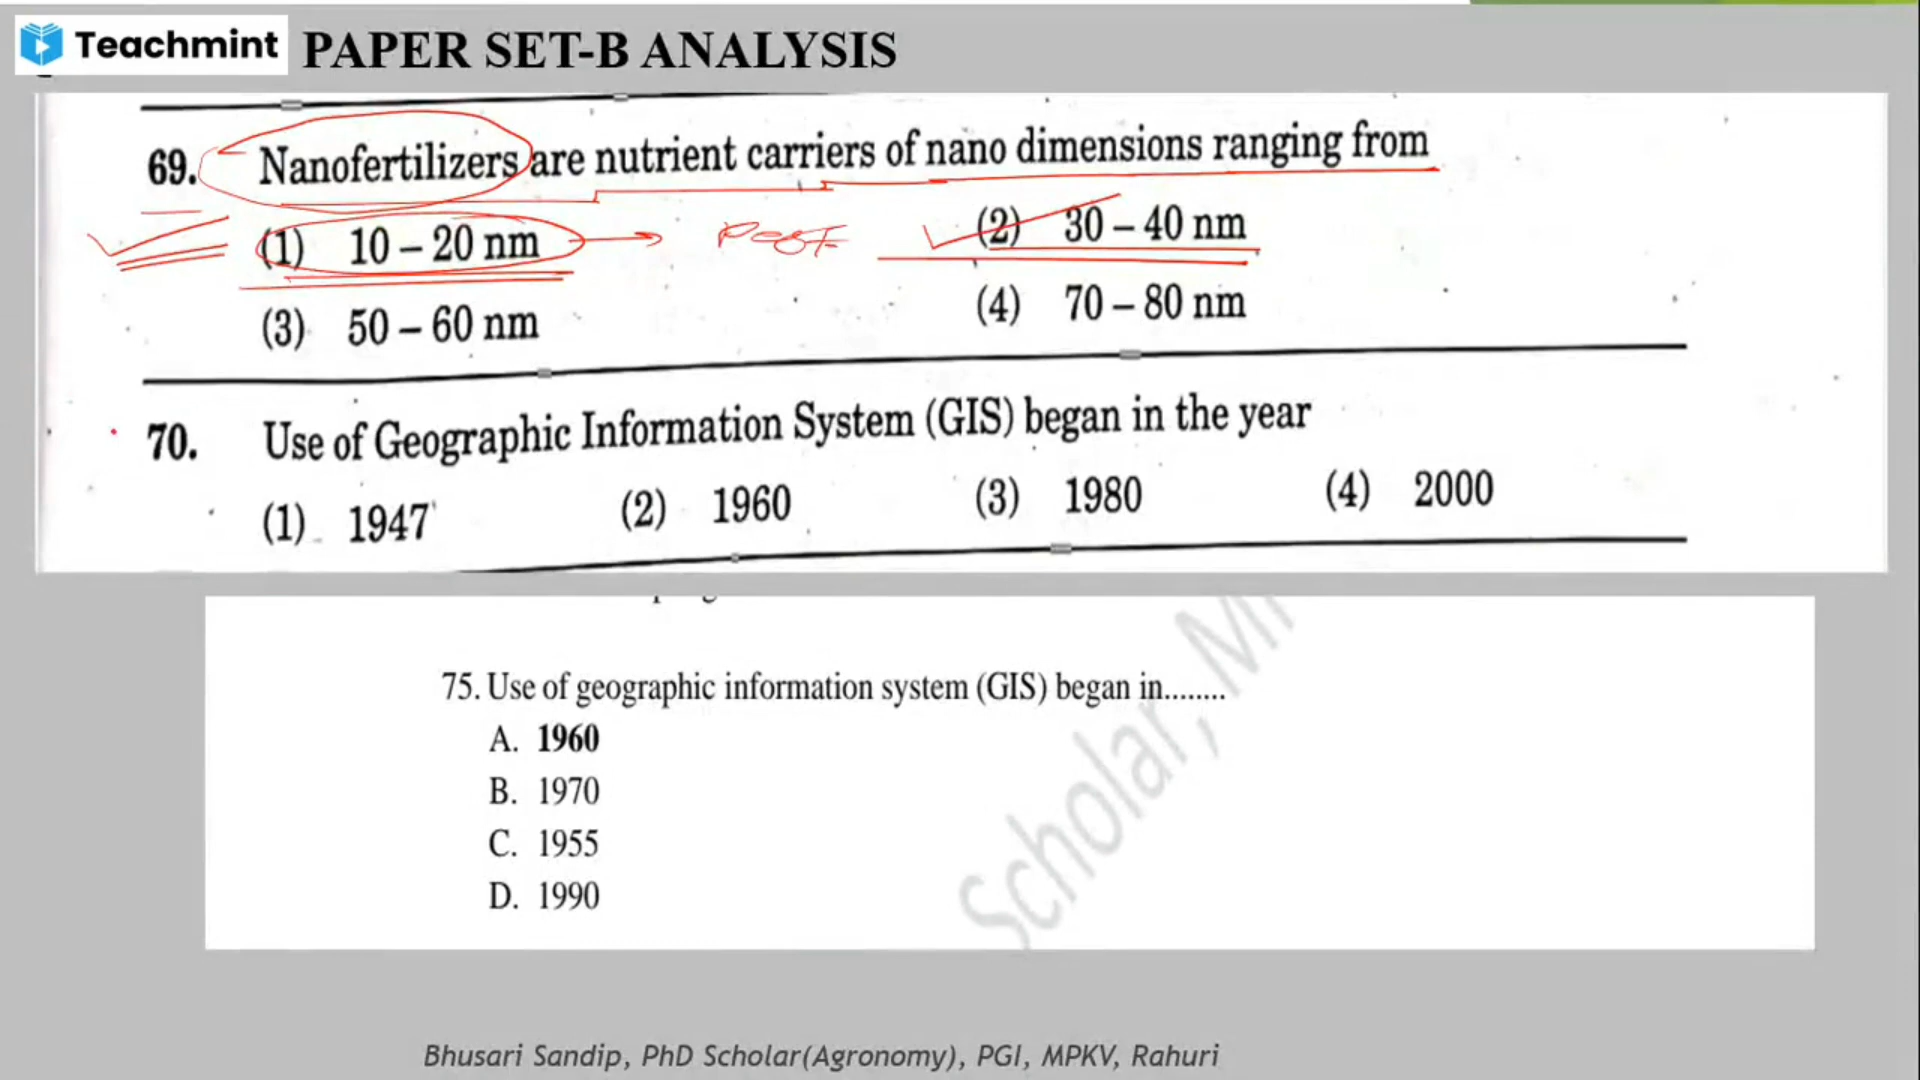 Teachmint PAPER SET-B ANALYSIS
69. Nanofertilizers are nutrient carriers of nano dimensions ranging from
(1) 10 – 20 nm (2) 30 – 40 nm
(3) 50 – 60 nm (4) 70 – 80 nm
70. Use of Geographic Information System (GIS) began in the year
(1) 1947 (2) 1960 (3) 1980 (4) 2000
75. Use of geographic information system (GIS) began in........
A. 1960
B. 1970
C. 1955
D. 1990
Scholar,
Bhusari Sandip, PhD Scholar(Agronomy), PGI, MPKV, Rahuri